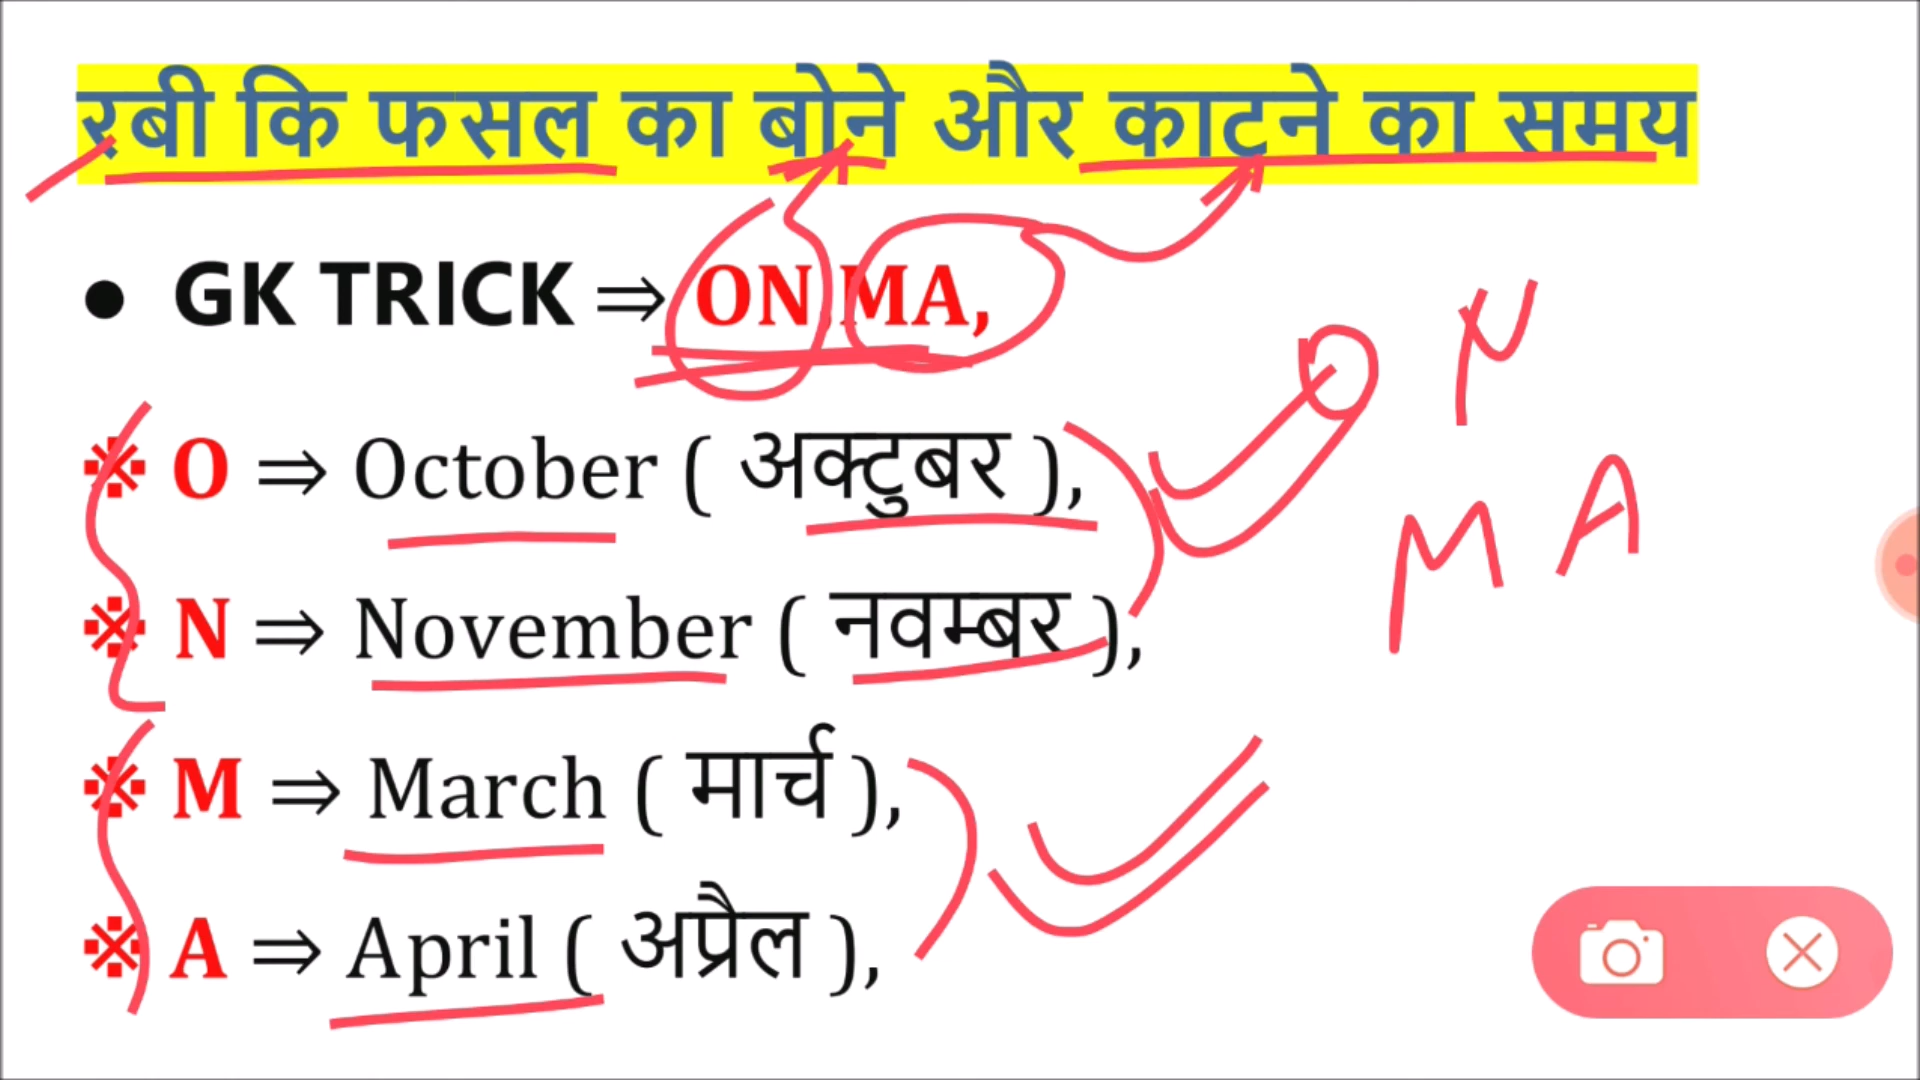 रबी कि फसल का बोने और काटने का समय
● GK TRICK ⇒ ON MA,
※ O ⇒ October ( अक्टुबर ),
※ N ⇒ November ( नवम्बर ),
※ M ⇒ March ( मार्च ),
※ A ⇒ April ( अप्रैल ),
O N
M A